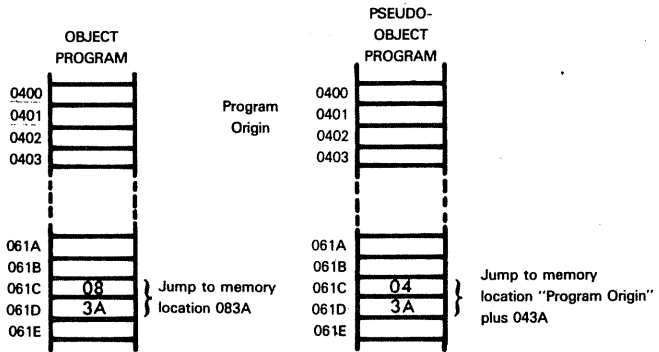 OBJECT
PROGRAM
0400
0401
0402
0403
061A
061B
061C 08
061D 3A
061E
Jump to memory
location 083A
Program
Origin
PSEUDO-
OBJECT
PROGRAM
0400
0401
0402
0403
061A
061B
061C 04
061D 3A
061E
Jump to memory
location "Program Origin"
plus 043A